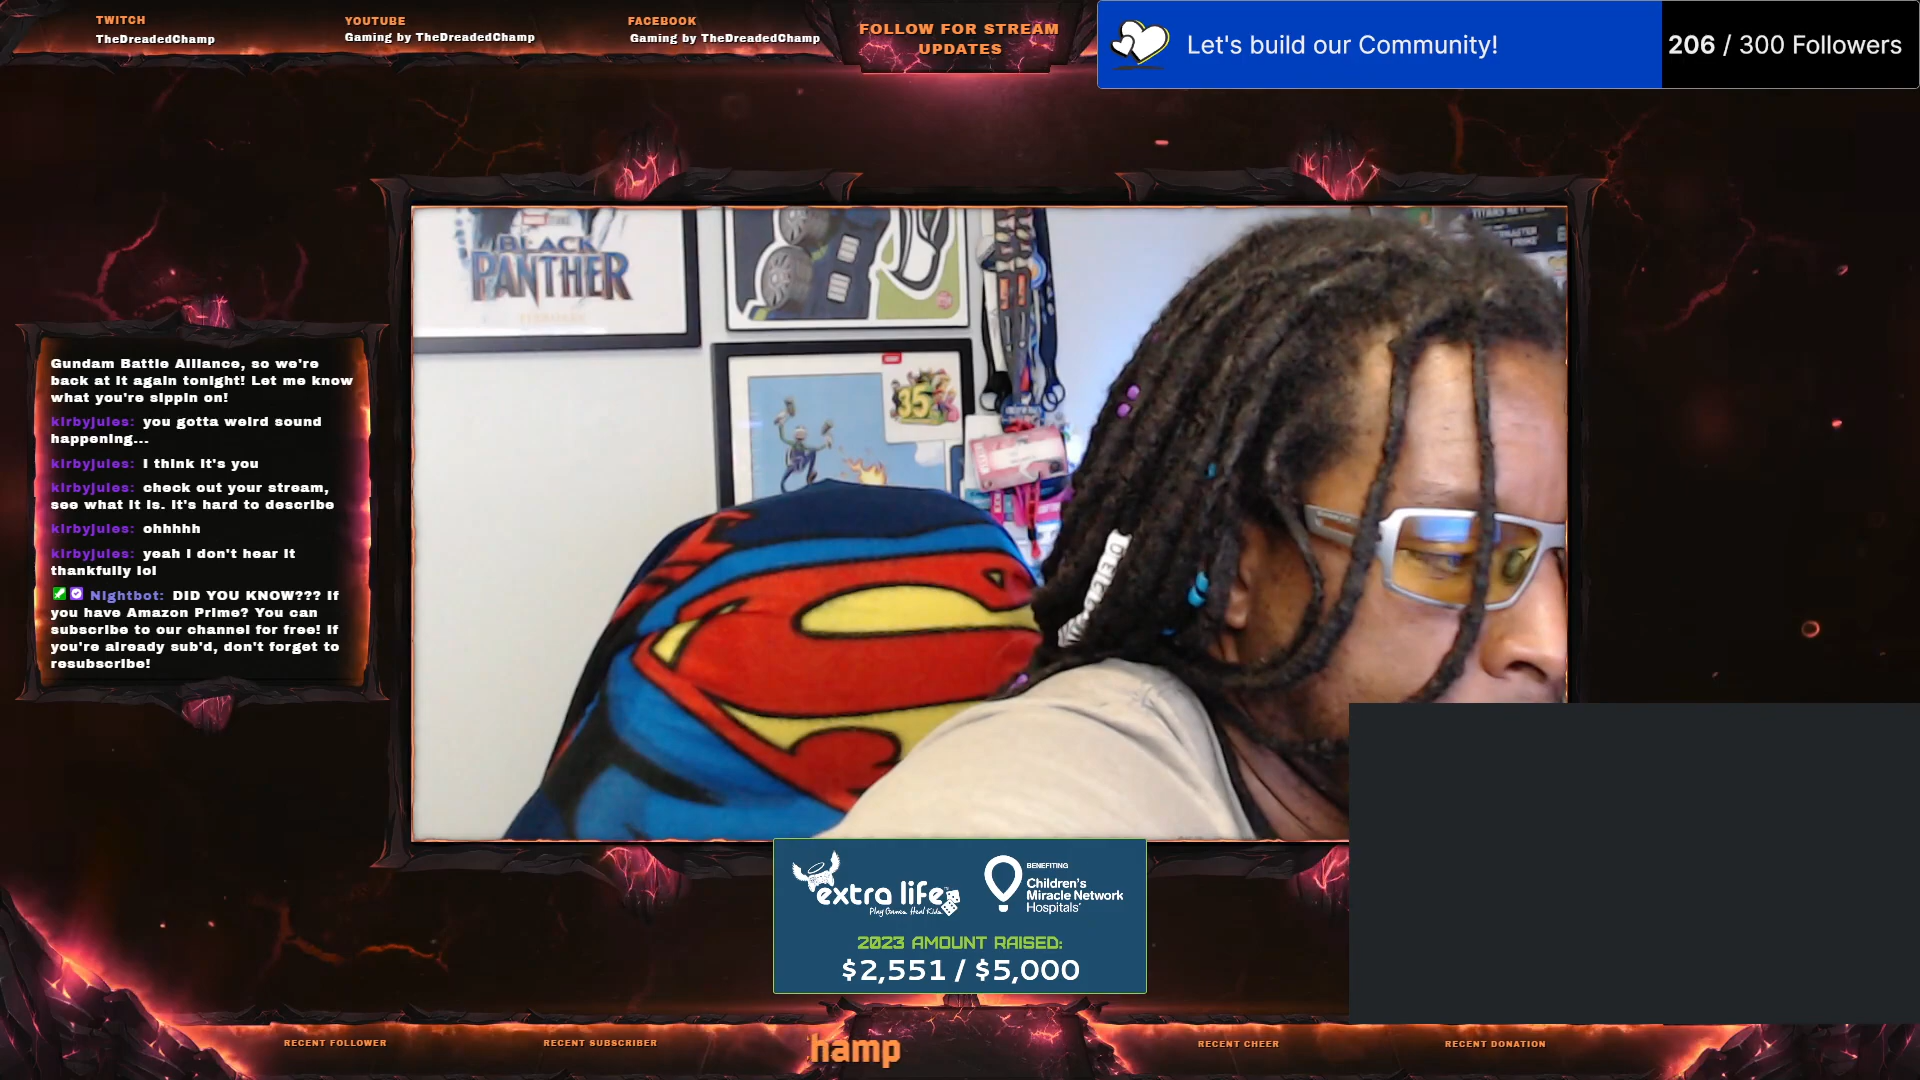 TWITCH
TheDreadedChamp
YOUTUBE
Gaming by TheDreadedChamp
FACEBOOK
Gaming by TheDreadedChamp
FOLLOW FOR STREAM
UPDATES
Let's build our Community!
206 / 300 Followers
BLACK
PANTHER
35
Gundam Battle Alliance, so we're
back at it again tonight! Let me know
what you're sippin on!
kirbyjules: you gotta weird sound
happening...
kirbyjules: I think it's you
kirbyjules: check out your stream,
see what it is. it's hard to describe
kirbyjules: ohhhhh
kirbyjules: yeah I don't hear it
thankfully lol
Nightbot: DID YOU KNOW??? If
you have Amazon Prime? You can
subscribe to our channel for free! If
you're already sub'd, don't forget to
resubscribe!
extra life
Play Games. Heal Kids.
BENEFITING
Children's
Miracle Network
Hospitals
2023 AMOUNT RAISED:
$2,551 / $5,000
RECENT FOLLOWER
RECENT SUBSCRIBER
hamp
RECENT CHEER
RECENT DONATION